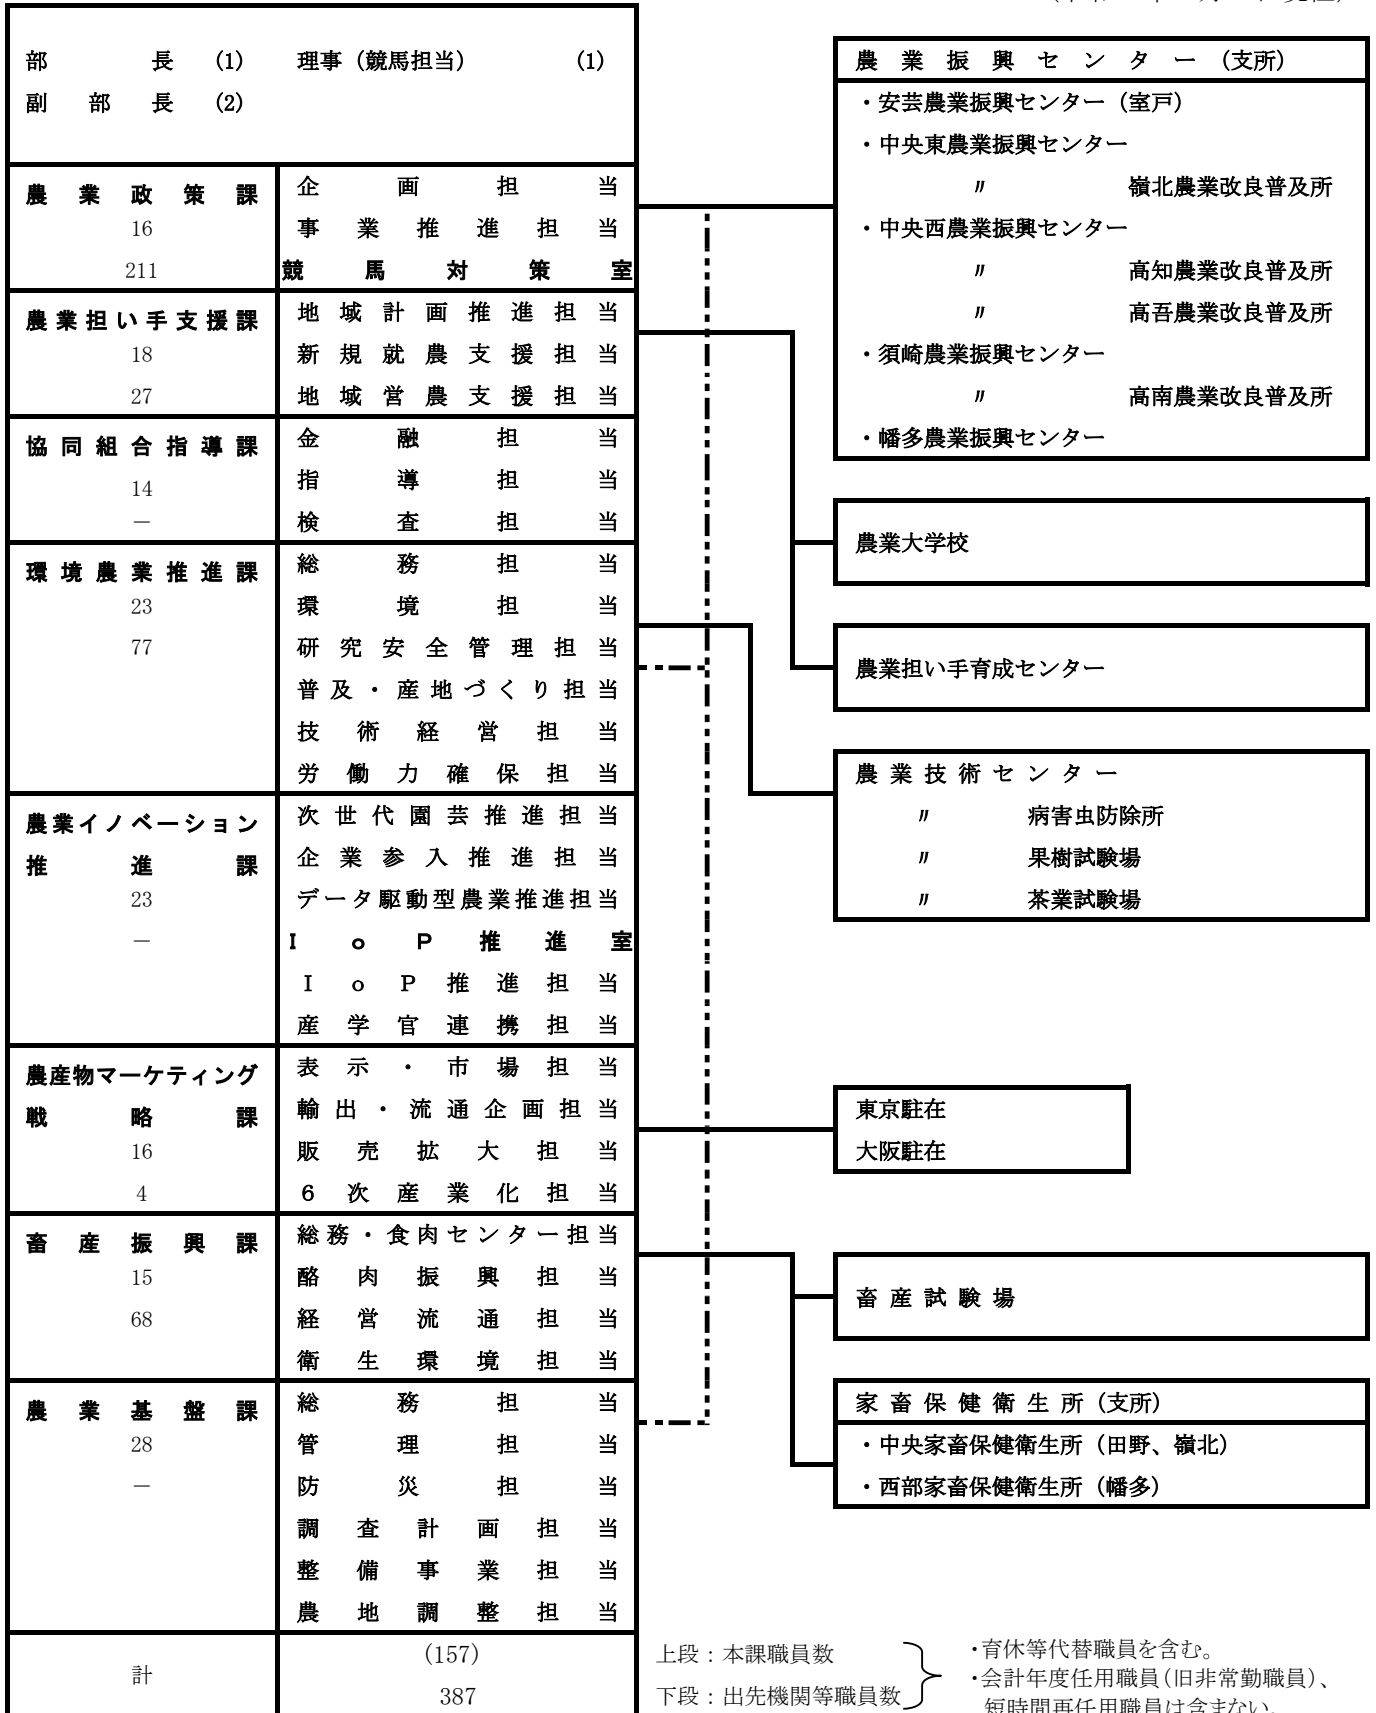 部長 (1) 理事（競馬担当） (1)
副部長 (2)
農業政策課
16
211
企画担当
事業推進担当
競馬対策室
農業担い手支援課
18
27
地域計画推進担当
新規就農支援担当
地域営農支援担当
協同組合指導課
14
－
金融担当
指導担当
検査担当
環境農業推進課
23
77
総務担当
環境担当
研究安全管理担当
普及・産地づくり担当
技術経営担当
労働力確保担当
農業イノベーション
推進課
23
－
次世代園芸推進担当
企業参入推進担当
データ駆動型農業推進担当
ＩｏＰ推進室
ＩｏＰ推進担当
産学官連携担当
農産物マーケティング
戦略課
16
4
表示・市場担当
輸出・流通企画担当
販売拡大担当
６次産業化担当
畜産振興課
15
68
総務・食肉センター担当
酪肉振興担当
経営流通担当
衛生環境担当
農業基盤課
28
－
総務担当
管理担当
防災担当
調査計画担当
整備事業担当
農地調整担当
計
(157)
387
農業振興センター（支所）
・安芸農業振興センター（室戸）
・中央東農業振興センター
〃 嶺北農業改良普及所
・中央西農業振興センター
〃 高知農業改良普及所
〃 高吾農業改良普及所
・須崎農業振興センター
〃 高南農業改良普及所
・幡多農業振興センター
農業大学校
農業担い手育成センター
農業技術センター
〃 病害虫防除所
〃 果樹試験場
〃 茶業試験場
東京駐在
大阪駐在
畜産試験場
家畜保健衛生所（支所）
・中央家畜保健衛生所（田野、嶺北）
・西部家畜保健衛生所（幡多）
上段：本課職員数
下段：出先機関等職員数
・育休等代替職員を含む。
・会計年度任用職員（旧非常勤職員）、
短時間再任用職員は含まない。